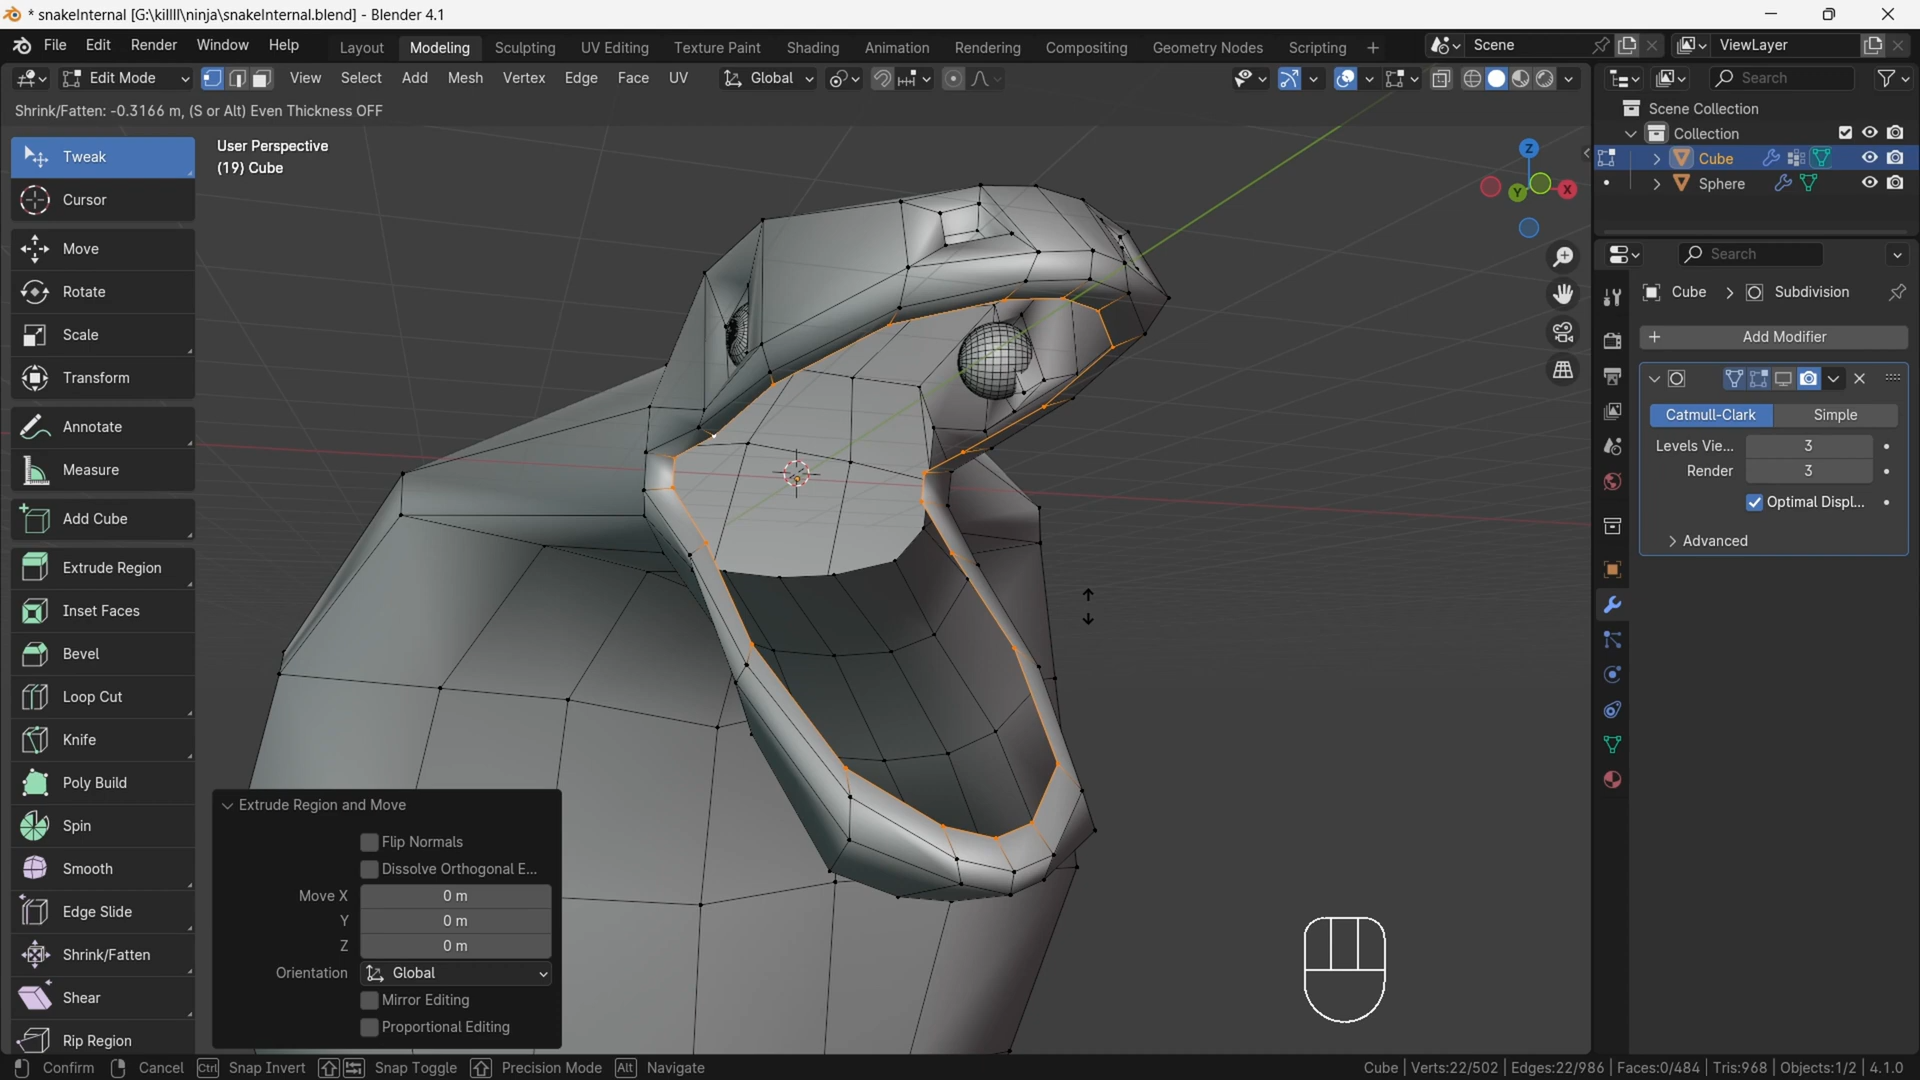 * snakeInternal [G:\killll\ninja\snakeInternal.blend] - Blender 4.1
File Edit Render Window Help Layout Modeling Sculpting UV Editing Texture Paint Shading Animation Rendering Compositing Geometry Nodes Scripting + Scene ViewLayer
Edit Mode View Select Add Mesh Vertex Edge Face UV Global Search
Shrink/Fatten: -0.3166 m, (S or Alt) Even Thickness OFF
User Perspective
(19) Cube
Tweak
Cursor
Move
Rotate
Scale
Transform
Annotate
Measure
Add Cube
Extrude Region
Inset Faces
Bevel
Loop Cut
Knife
Poly Build
Spin
Smooth
Edge Slide
Shrink/Fatten
Shear
Rip Region
Z
X
Y
Extrude Region and Move
Flip Normals
Dissolve Orthogonal E...
Move X 0 m
Y 0 m
Z 0 m
Orientation Global
Mirror Editing
Proportional Editing
Scene Collection
Collection
Cube
Sphere
Search
Cube > Subdivision
+ Add Modifier
Catmull-Clark Simple
Levels Vie... 3
Render 3
Optimal Displ...
Advanced
Confirm Cancel Ctrl Snap Invert Snap Toggle Precision Mode Alt Navigate Cube | Verts:22/502 | Edges:22/986 | Faces:0/484 | Tris:968 | Objects:1/2 | 4.1.0